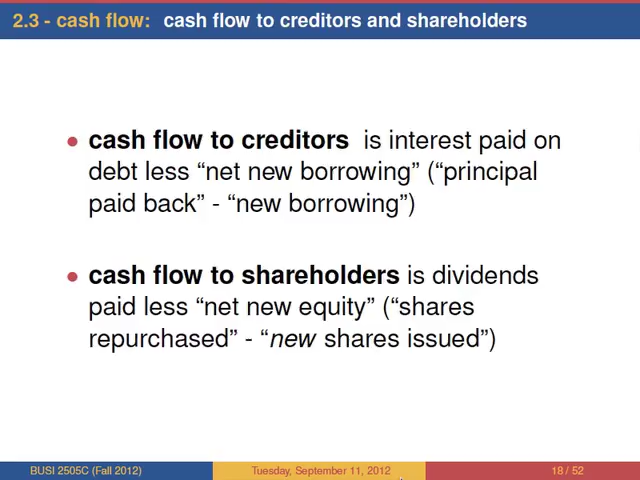 2.3 - cash flow: cash flow to creditors and shareholders
• cash flow to creditors is interest paid on
debt less “net new borrowing” (“principal
paid back” - “new borrowing”)
• cash flow to shareholders is dividends
paid less “net new equity” (“shares
repurchased” - “new shares issued”)
BUSI 2505C (Fall 2012) Tuesday, September 11, 2012 18 / 52